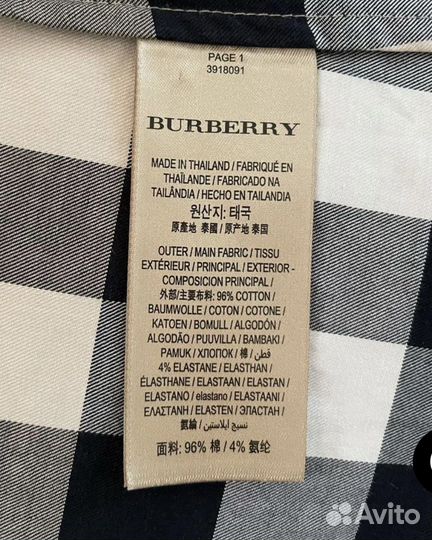 PAGE 1
3918091
BURBERRY
MADE IN THAILAND / FABRIQUÉ EN
THAÏLANDE / FABRICADO NA
TAILÂNDIA / HECHO EN TAILANDIA
원산지: 태국
原產地 泰國 / 原产地 泰国
OUTER / MAIN FABRIC / TISSU
EXTÉRIEUR / PRINCIPAL / EXTERIOR -
COMPOSICION PRINCIPAL /
外部/主要布料: 96% COTTON /
BAUMWOLLE / COTON / COTONE /
KATOEN / BOMULL / ALGODÓN /
ALGODÃO / PUUVILLA / BAMBAKI /
PAMUK / ХЛОПОК / 棉 / قطن /
4% ELASTANE / ELASTHAN /
ÉLASTHANE / ELASTAAN / ELASTAN /
ELASTANO / elastano / ELASTAANI /
ΕΛΑΣΤΑΝΗ / ELASTEN / ЭЛАСТАН /
氨綸 / نسيج إيلاستين /
面料: 96% 棉 / 4% 氨纶
Avito